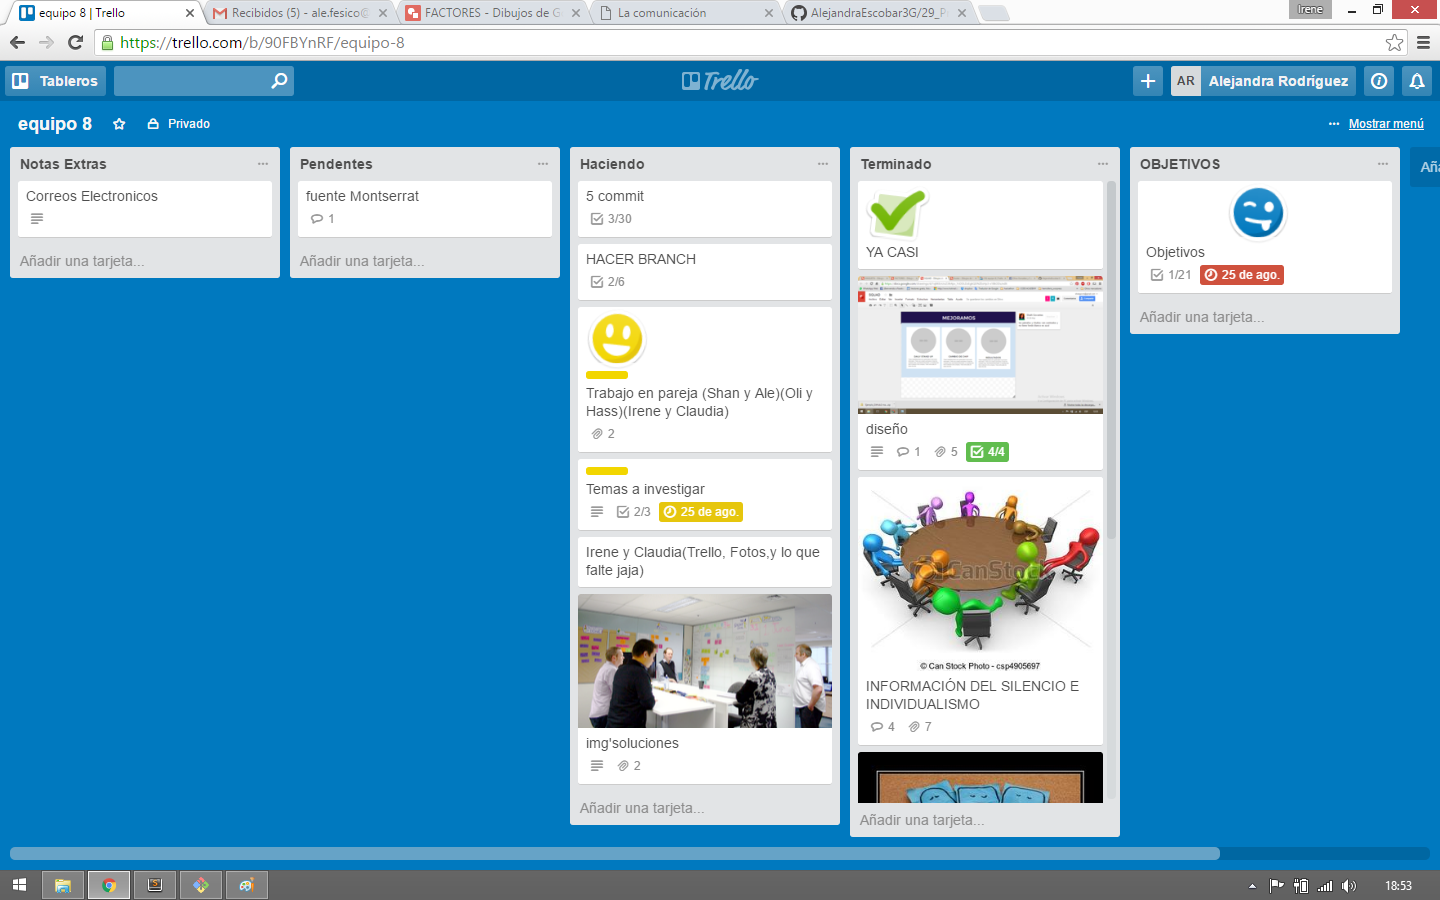 equipo 8 | Trello
Recibidos (5) - ale.fesico@
FACTORES - Dibujos de G
La comunicación
AlejandraEscobar3G/29_P
Irene
https://trello.com/b/90FBYnRF/equipo-8
Tableros
Trello
AR Alejandra Rodríguez
equipo 8
Privado
Mostrar menú
Notas Extras
Correos Electronicos
Añadir una tarjeta...
Pendentes
fuente Montserrat
1
Añadir una tarjeta...
Haciendo
5 commit
3/30
HACER BRANCH
2/6
Trabajo en pareja (Shan y Ale)(Oli y
Hass)(Irene y Claudia)
2
Temas a investigar
2/3 25 de ago.
Irene y Claudia(Trello, Fotos,y lo que
falte jaja)
img'soluciones
2
Añadir una tarjeta...
Terminado
YA CASI
MEJORAMOS
diseño
1 5 4/4
CanStock
© Can Stock Photo - csp4905697
INFORMACIÓN DEL SILENCIO E
INDIVIDUALISMO
4 7
Añadir una tarjeta...
OBJETIVOS
Objetivos
1/21 25 de ago.
Añadir una tarjeta...
Aña
18:53